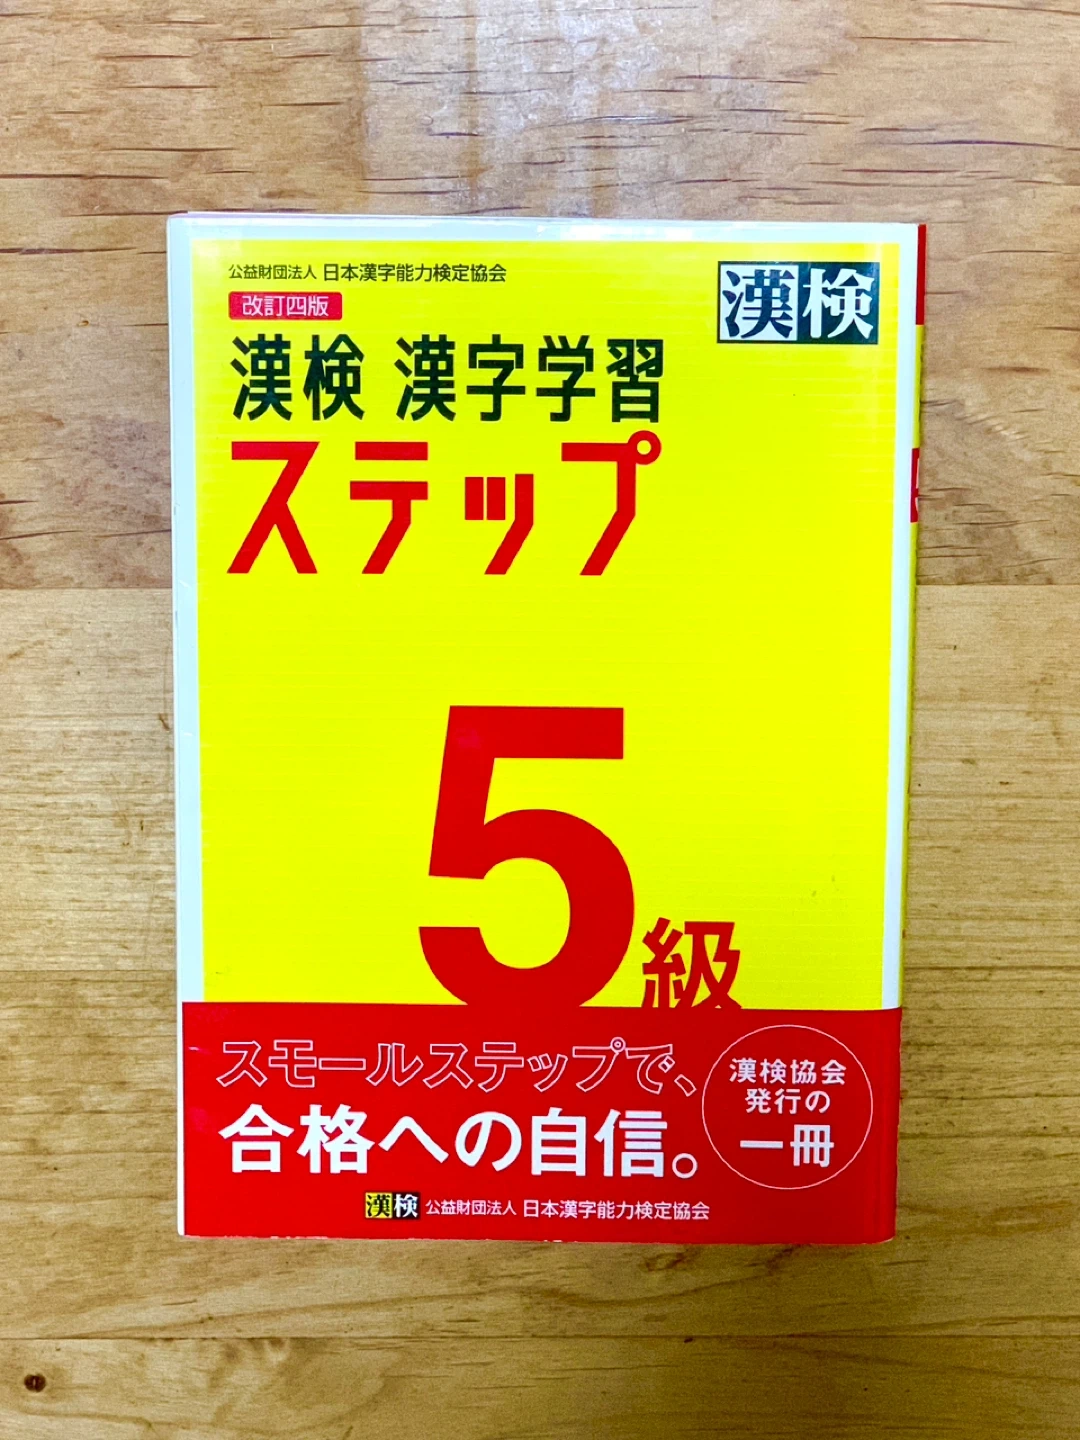 公益財団法人 日本漢字能力検定協会
改訂四版
漢検
漢検 漢字学習
ステップ
5級
スモールステップで、
合格への自信。
漢検協会
発行の
一冊
漢検 公益財団法人 日本漢字能力検定協会